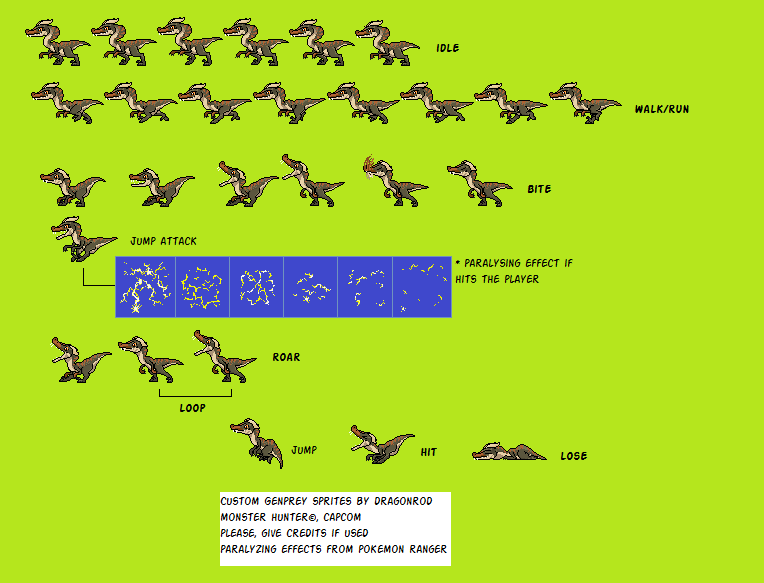 IDLE
WALK/RUN
BITE
JUMP ATTACK
* PARALYSING EFFECT IF
HITS THE PLAYER
ROAR
LOOP
JUMP
HIT
LOSE
CUSTOM GENPREY SPRITES BY DRAGONROD
MONSTER HUNTER©, CAPCOM
PLEASE, GIVE CREDITS IF USED
PARALYZING EFFECTS FROM POKEMON RANGER